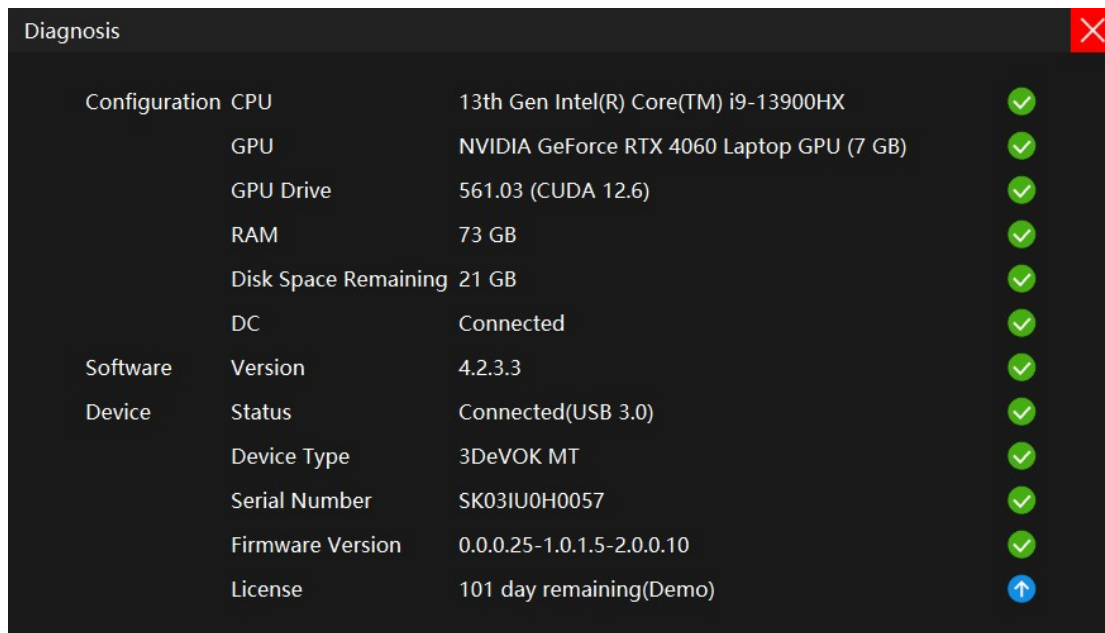 Diagnosis
Configuration CPU 13th Gen Intel(R) Core(TM) i9-13900HX
GPU NVIDIA GeForce RTX 4060 Laptop GPU (7 GB)
GPU Drive 561.03 (CUDA 12.6)
RAM 73 GB
Disk Space Remaining 21 GB
DC Connected
Software Version 4.2.3.3
Device Status Connected(USB 3.0)
Device Type 3DeVOK MT
Serial Number SK03IU0H0057
Firmware Version 0.0.0.25-1.0.1.5-2.0.0.10
License 101 day remaining(Demo)